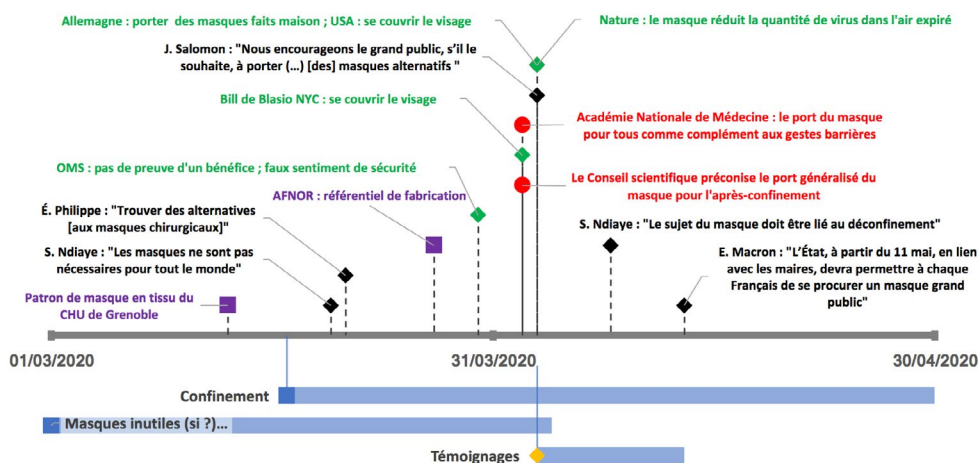 Allemagne : porter des masques faits maison ; USA : se couvrir le visage
Nature : le masque réduit la quantité de virus dans l'air expiré
J. Salomon : "Nous encourageons le grand public, s'il le
souhaite, à porter (...) [des] masques alternatifs "
Bill de Blasio NYC : se couvrir le visage
Académie Nationale de Médecine : le port du masque
pour tous comme complément aux gestes barrières
OMS : pas de preuve d'un bénéfice ; faux sentiment de sécurité
Le Conseil scientifique préconise le port généralisé du
masque pour l'après-confinement
AFNOR : référentiel de fabrication
É. Philippe : "Trouver des alternatives
[aux masques chirurgicaux]"
S. Ndiaye : "Le sujet du masque doit être lié au déconfinement"
S. Ndiaye : "Les masques ne sont pas
nécessaires pour tout le monde"
E. Macron : "L'État, à partir du 11 mai, en lien
avec les maires, devra permettre à chaque
Français de se procurer un masque grand
public"
Patron de masque en tissu du
CHU de Grenoble
01/03/2020
31/03/2020
30/04/2020
Confinement
Masques inutiles (si ?)...
Témoignages